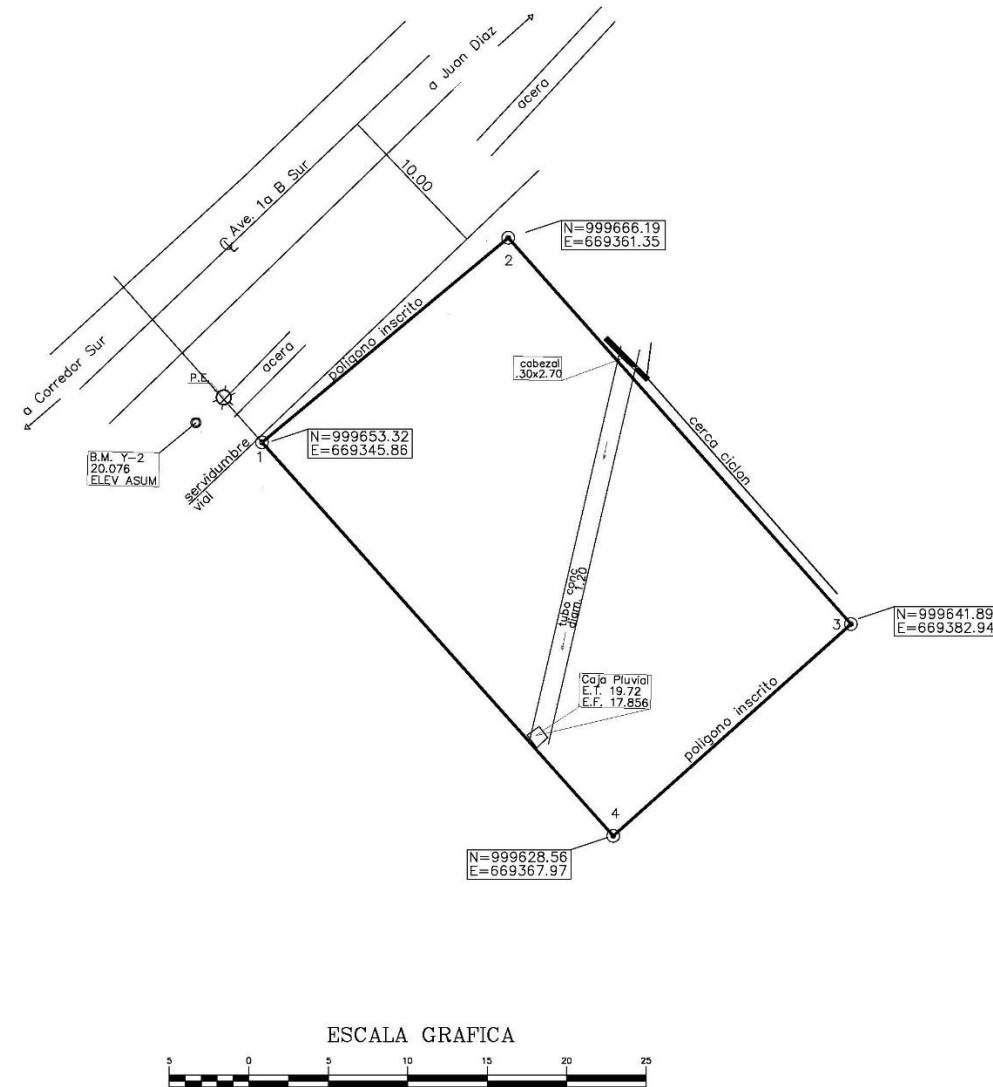 a Juan Diaz
acera
℄ Ave. 1a B Sur
10.00
N=999666.19
E=669361.35
2
poligono inscrito
cabezal
.30x2.70
a Corredor Sur
P.E.
acera
cerca ciclon
N=999653.32
E=669345.86
1
servidumbre
vial
B.M. Y-2
20.076
ELEV ASUM
tubo conc
diam. 1.20
N=999641.89
E=669382.94
3
Caja Pluvial
E.T. 19.72
E.F. 17.856
poligono inscrito
4
N=999628.56
E=669367.97
ESCALA GRAFICA
5 0 5 10 15 20 25